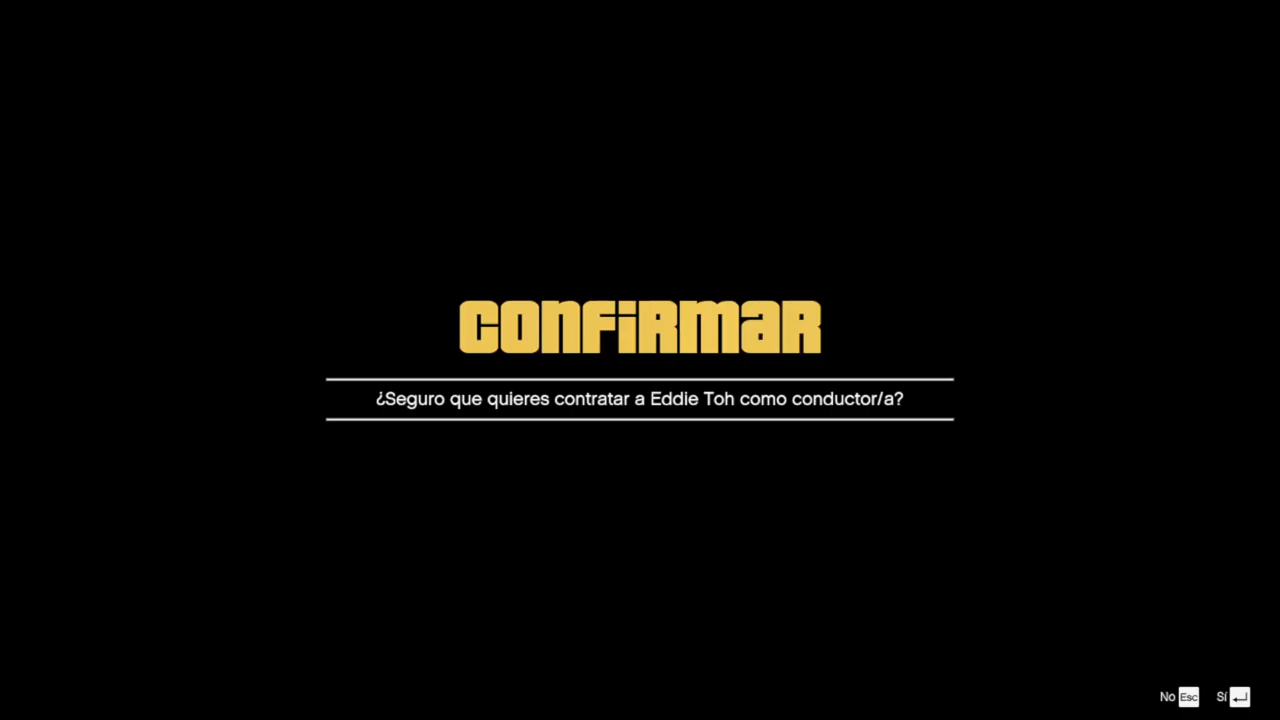 CONFIRMAR
¿Seguro que quieres contratar a Eddie Toh como conductor/a?
No Esc Sí